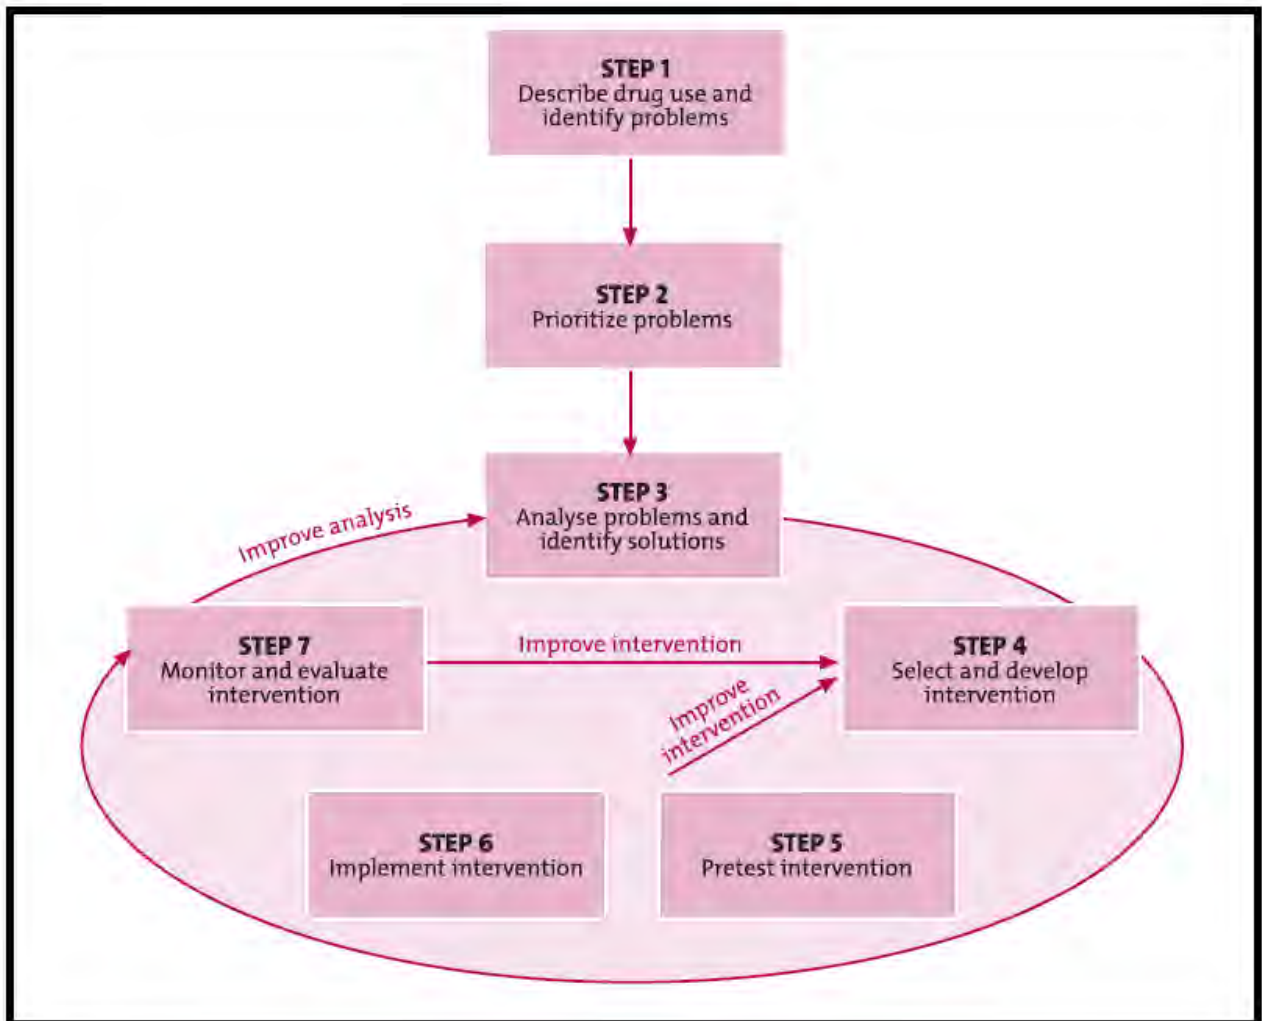 STEP 1
Describe drug use and
identify problems
STEP 2
Prioritize problems
STEP 3
Analyse problems and
identify solutions
Improve analysis
STEP 7
Monitor and evaluate
intervention
Improve intervention
STEP 4
Select and develop
intervention
Improve
intervention
STEP 6
Implement intervention
STEP 5
Pretest intervention